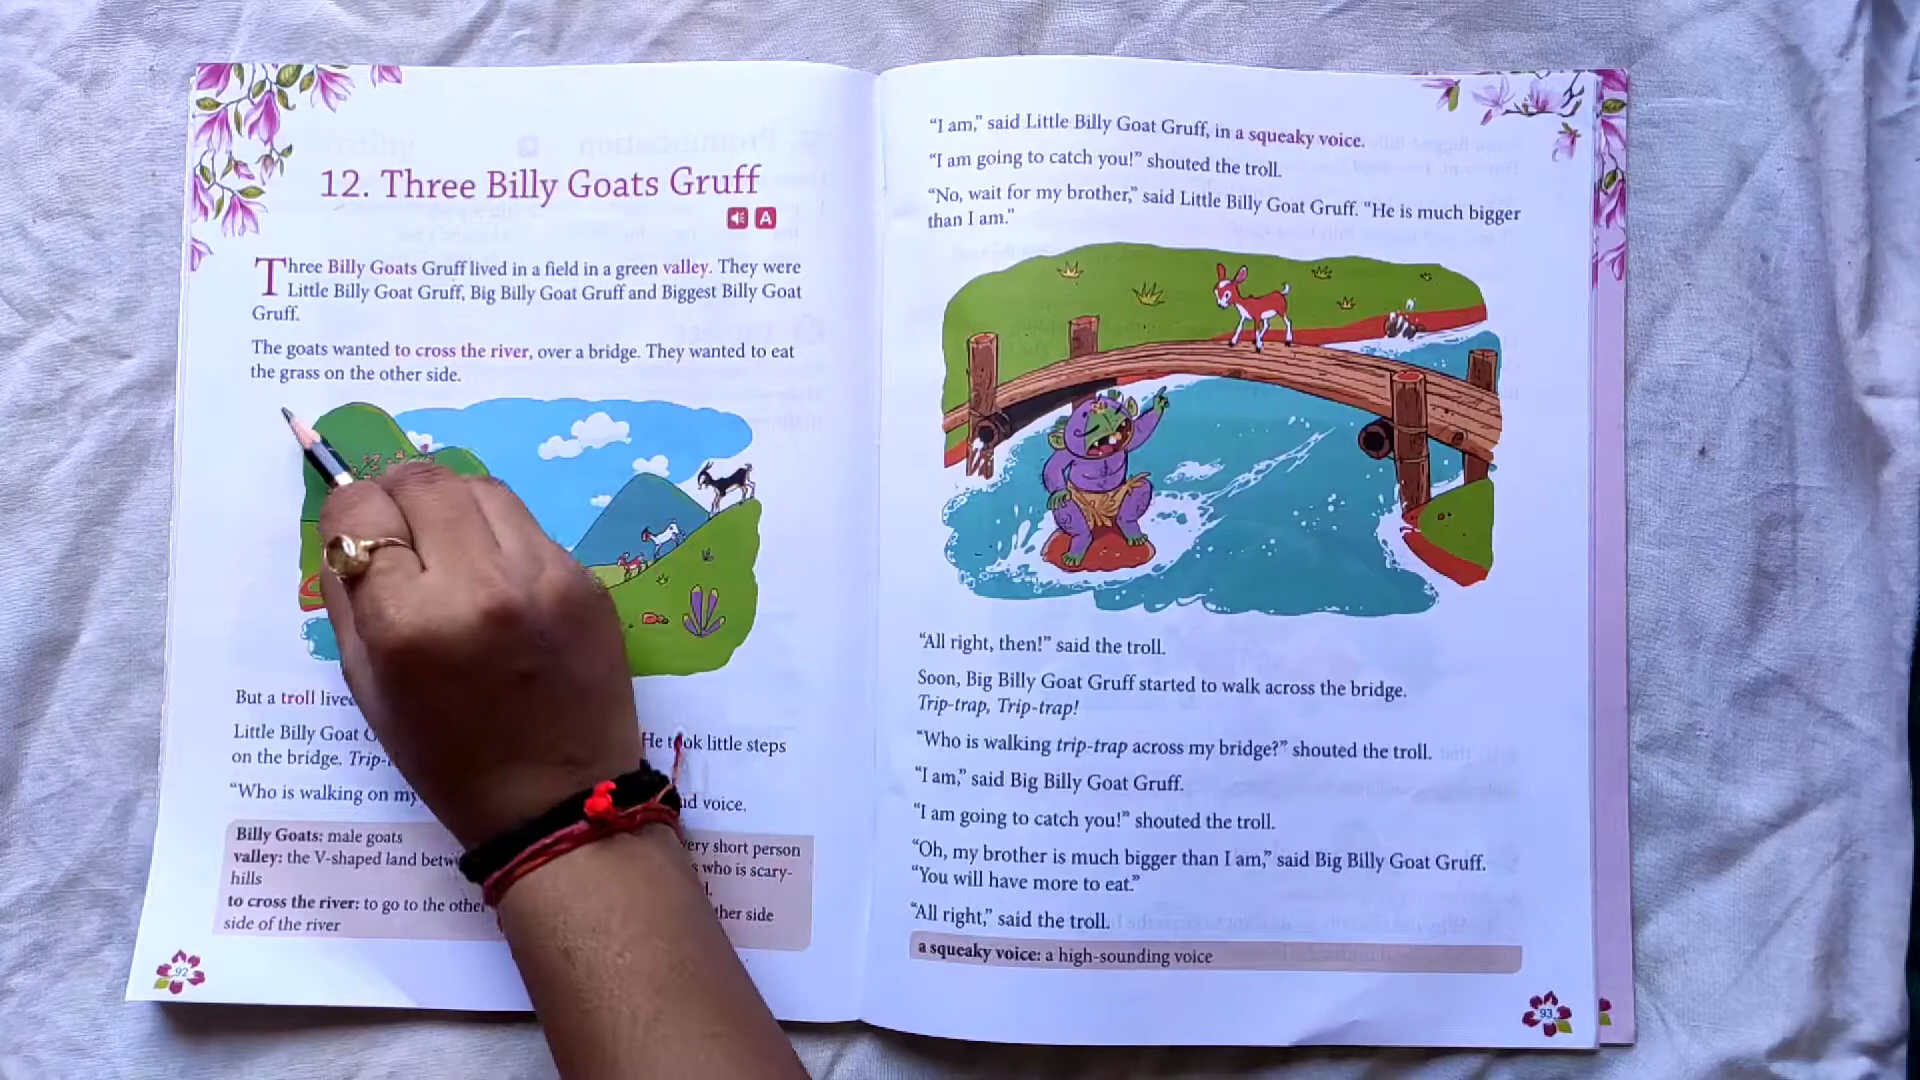 12. Three Billy Goats Gruff
A
Three Billy Goats Gruff lived in a field in a green valley. They were
Little Billy Goat Gruff, Big Billy Goat Gruff and Biggest Billy Goat
Gruff.
The goats wanted to cross the river, over a bridge. They wanted to eat
the grass on the other side.
But a troll lived
Little Billy Goat He took little steps
on the bridge.
"Who is walking on my voice.
Billy Goats: male goats
valley: the V-shaped land
hills
to cross the river: to go to the other
side of the river
very short person
who is scary-
side
92
"I am," said Little Billy Goat Gruff, in a squeaky voice.
"I am going to catch you!" shouted the troll.
"No, wait for my brother," said Little Billy Goat Gruff. "He is much bigger
than I am."
"All right, then!" said the troll.
Soon, Big Billy Goat Gruff started to walk across the bridge.
Trip-trap, Trip-trap!
"Who is walking trip-trap across my bridge?" shouted the troll.
"I am," said Big Billy Goat Gruff.
"I am going to catch you!" shouted the troll.
"Oh, my brother is much bigger than I am," said Big Billy Goat Gruff.
"You will have more to eat."
"All right," said the troll.
a squeaky voice: a high-sounding voice
93